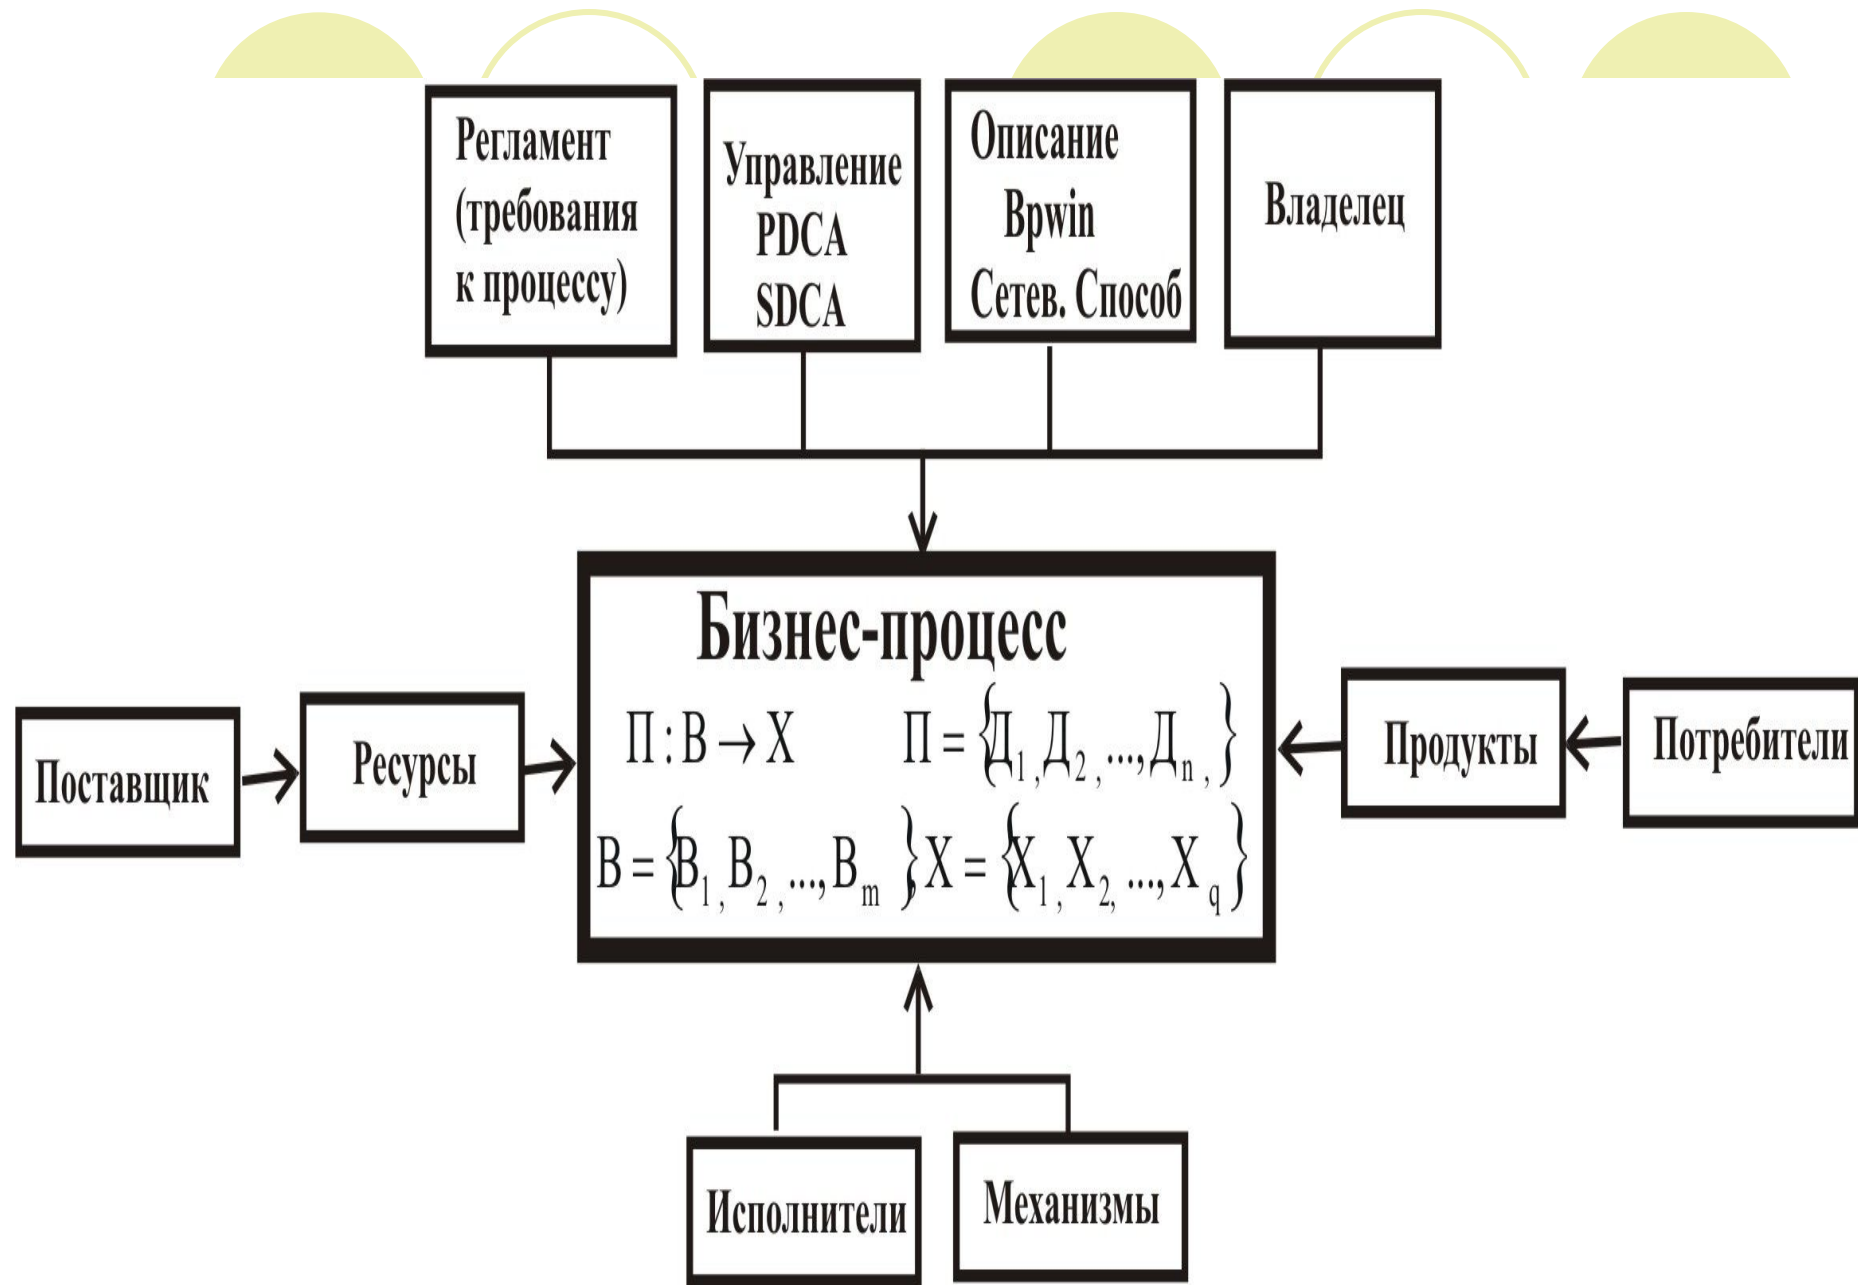 Регламент
(требования
к процессу)
Управление
PDCA
SDCA
Описание
Bpwin
Сетев. Способ
Владелец
Бизнес-процесс
П : В → Х
П = {Д1, Д2, ..., Дn, }
В = {В1, В2, ..., Вm }, Х = {Х1, Х2, ..., Хq }
Поставщик
Ресурсы
Продукты
Потребители
Исполнители
Механизмы